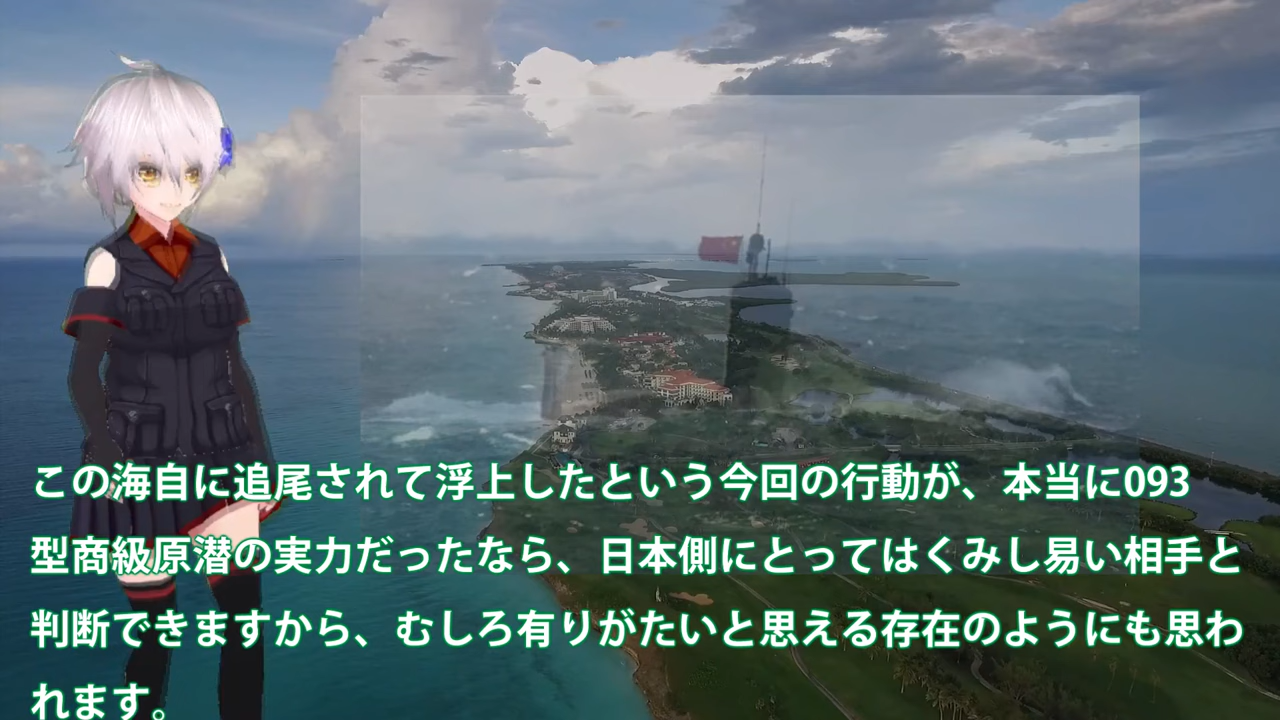 この海自に追尾されて浮上したという今回の行動が、本当に093
型商級原潜の実力だったなら、日本側にとってはくみし易い相手と
判断できますから、むしろ有りがたいと思える存在のようにも思わ
れます。